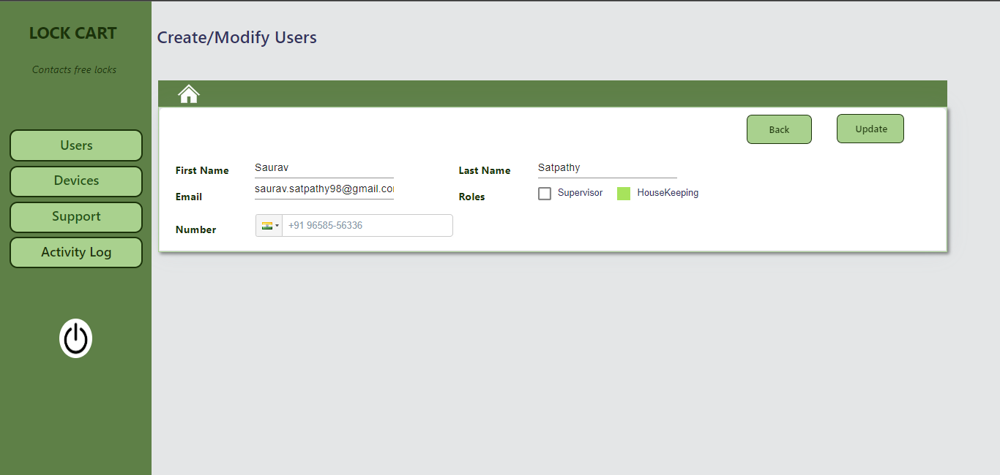 LOCK CART
Contacts free locks
Users
Devices
Support
Activity Log
Create/Modify Users
Back
Update
First Name Saurav Last Name Satpathy
Email saurav.satpathy98@gmail.co Roles Supervisor HouseKeeping
Number +91 96585-56336